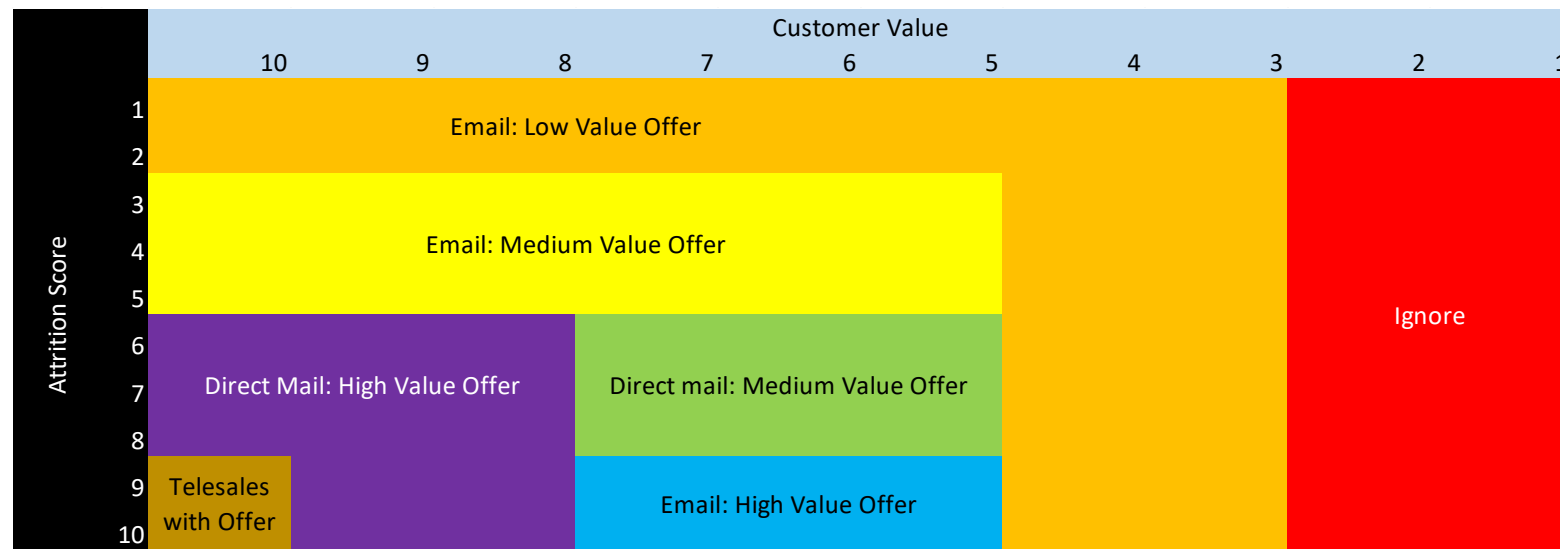 Customer Value
10 9 8 7 6 5 4 3 2 1
1
Email: Low Value Offer
2
3
4
Email: Medium Value Offer
5
Attrition Score
Ignore
6
7
Direct Mail: High Value Offer
Direct mail: Medium Value Offer
8
9
Telesales
with Offer
Email: High Value Offer
10